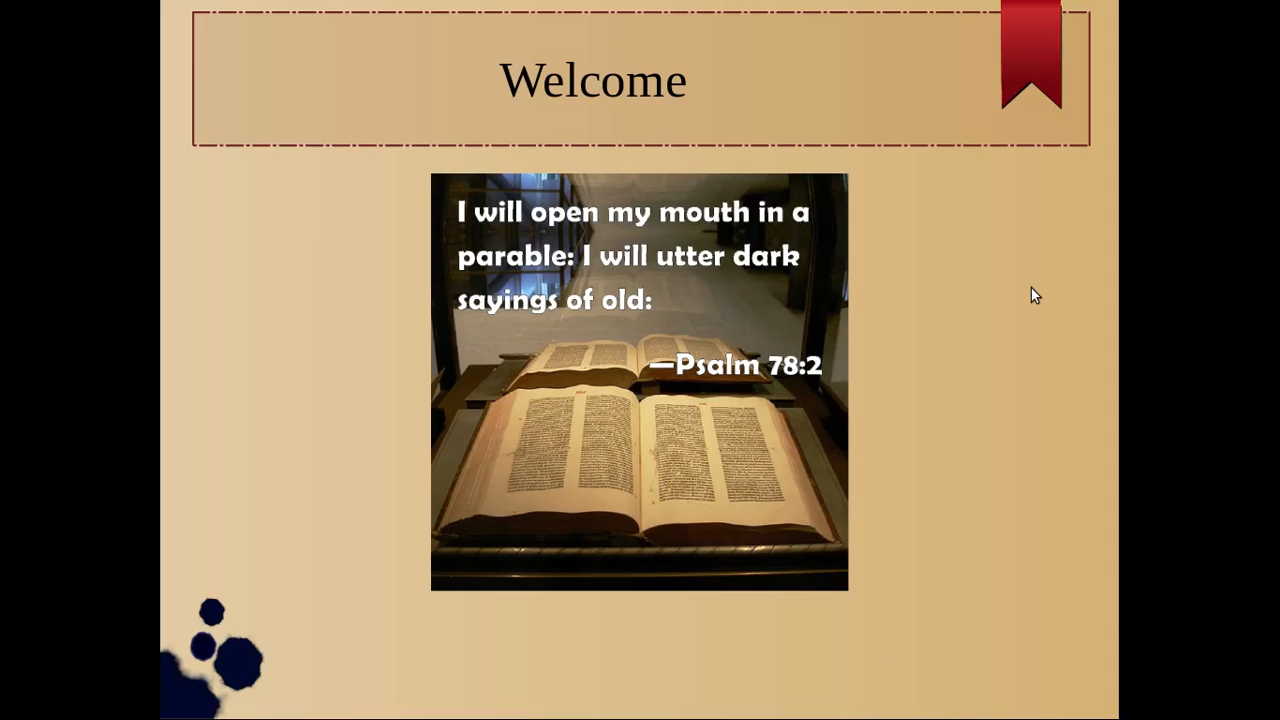 Welcome
I will open my mouth in a
parable: I will utter dark
sayings of old:
—Psalm 78:2